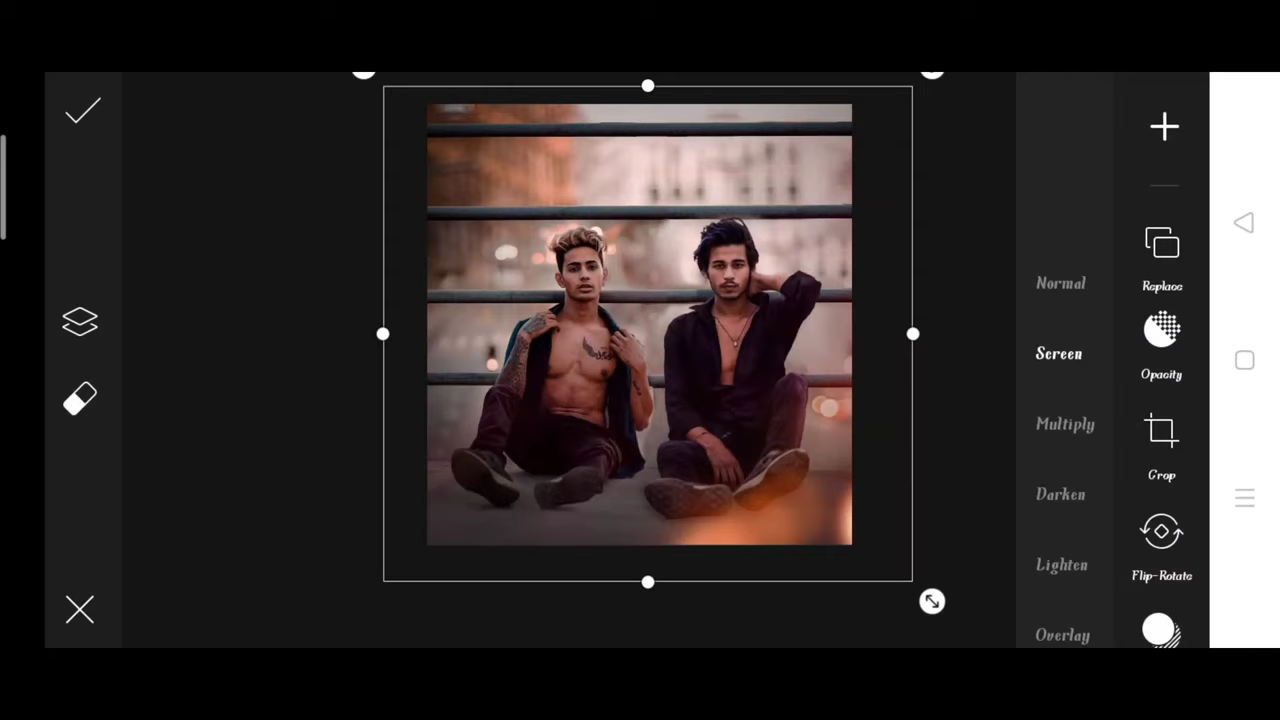 Normal
Screen
Multiply
Darken
Lighten
Overlay
Replace
Opacity
Crop
Flip-Rotate